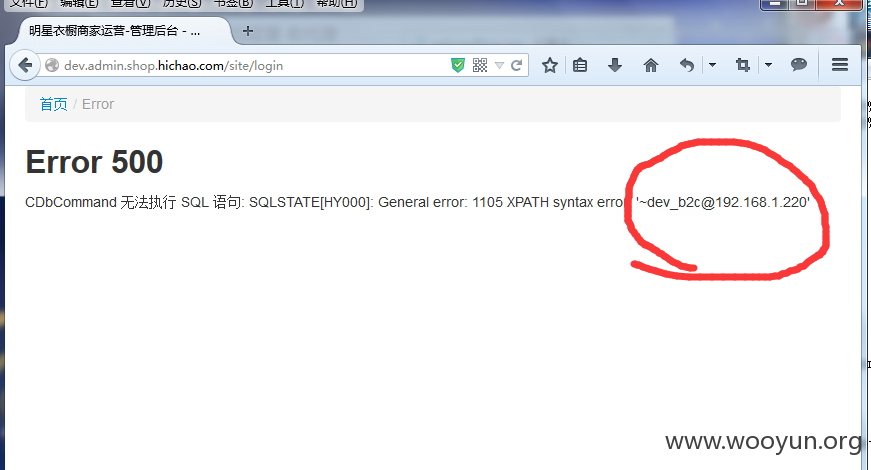 文件(F) 编辑(E) 查看(V) 历史(S) 书签(B) 工具(T) 帮助(H)
明星衣橱商家运营-管理后台 - ...
dev.admin.shop.hichao.com/site/login
首页 / Error
Error 500
CDbCommand 无法执行 SQL 语句: SQLSTATE[HY000]: General error: 1105 XPATH syntax error '~dev_b2c@192.168.1.220'
www.wooyun.org